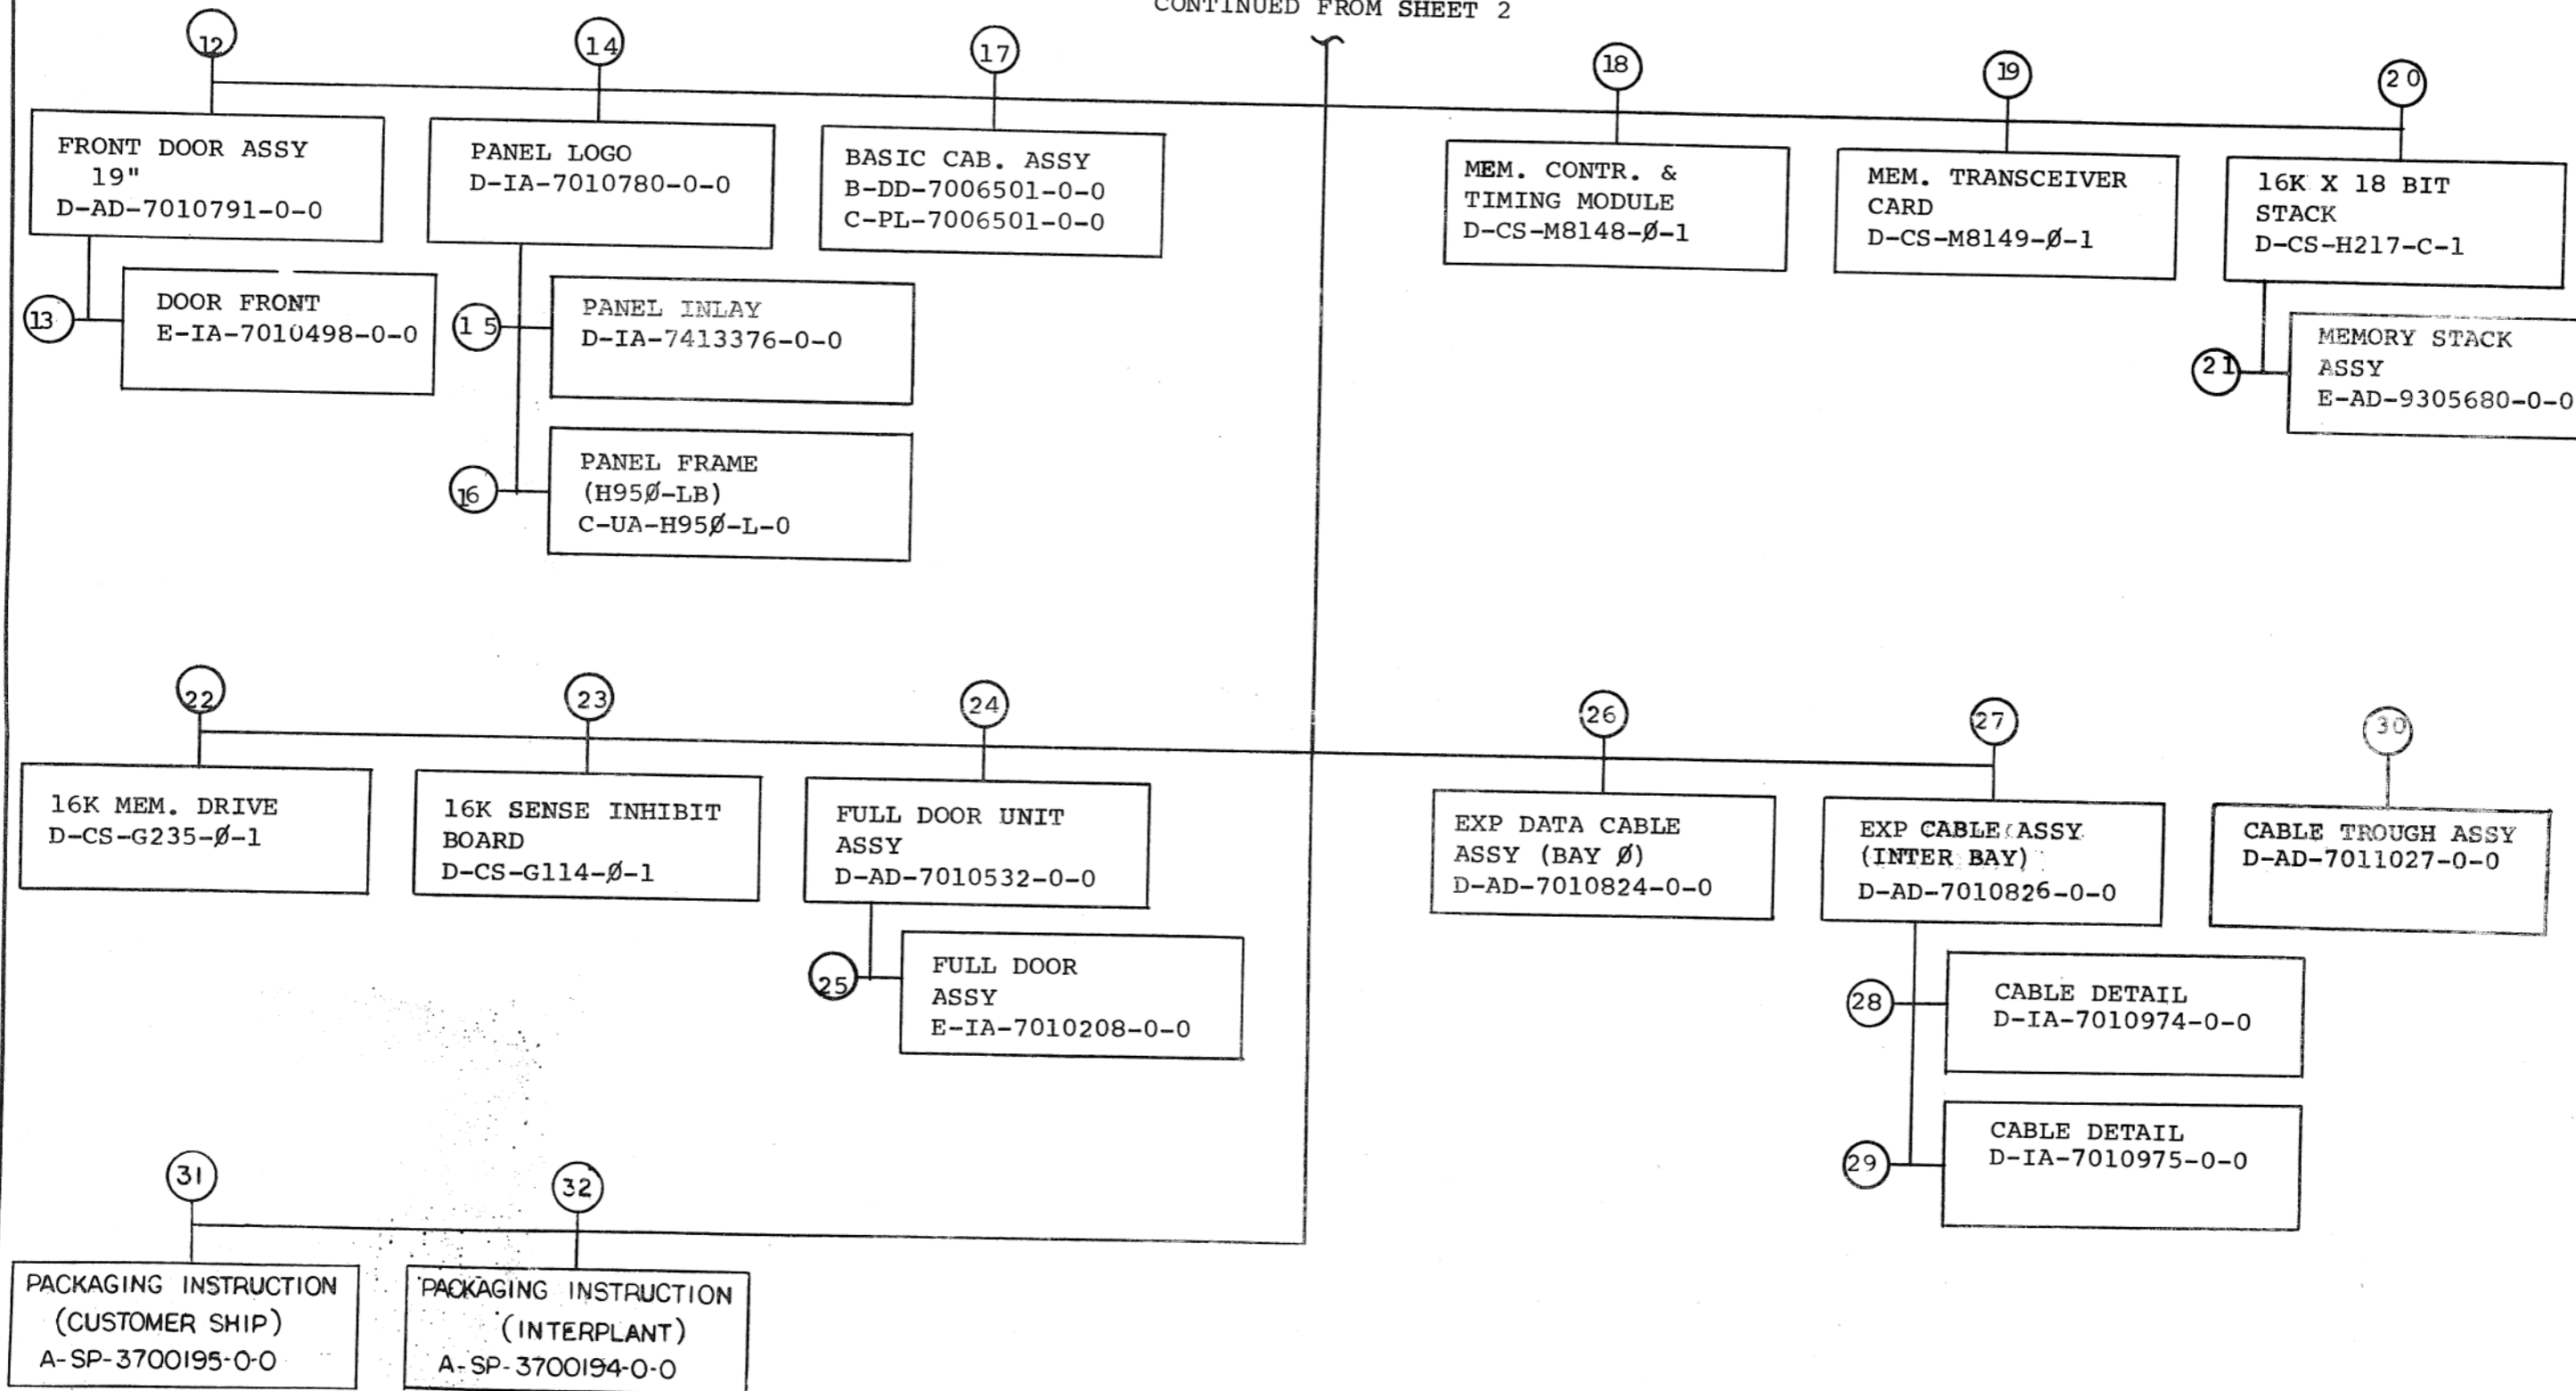 CONTINUED FROM SHEET 2
12
14
17
18
19
20
FRONT DOOR ASSY
19"
D-AD-7010791-0-0
PANEL LOGO
D-IA-7010780-0-0
BASIC CAB. ASSY
B-DD-7006501-0-0
C-PL-7006501-0-0
MEM. CONTR. &
TIMING MODULE
D-CS-M8148-Ø-1
MEM. TRANSCEIVER
CARD
D-CS-M8149-Ø-1
16K X 18 BIT
STACK
D-CS-H217-C-1
13
DOOR FRONT
E-IA-7010498-0-0
15
PANEL INLAY
D-IA-7413376-0-0
21
MEMORY STACK
ASSY
E-AD-9305680-0-0
16
PANEL FRAME
(H95Ø-LB)
C-UA-H95Ø-L-0
22
23
24
26
27
30
16K MEM. DRIVE
D-CS-G235-Ø-1
16K SENSE INHIBIT
BOARD
D-CS-G114-Ø-1
FULL DOOR UNIT
ASSY
D-AD-7010532-0-0
EXP DATA CABLE
ASSY (BAY Ø)
D-AD-7010824-0-0
EXP CABLE ASSY
(INTER BAY)
D-AD-7010826-0-0
CABLE TROUGH ASSY
D-AD-7011027-0-0
25
FULL DOOR
ASSY
E-IA-7010208-0-0
28
CABLE DETAIL
D-IA-7010974-0-0
29
CABLE DETAIL
D-IA-7010975-0-0
31
32
PACKAGING INSTRUCTION
(CUSTOMER SHIP)
A-SP-3700195-0-0
PACKAGING INSTRUCTION
(INTERPLANT)
A-SP-3700194-0-0